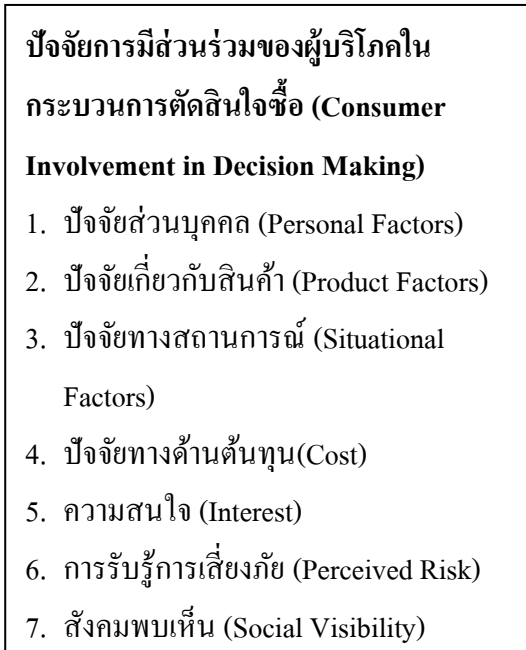 ปัจจัยการมีส่วนร่วมของผู้บริโภคใน
กระบวนการตัดสินใจซื้อ (Consumer
Involvement in Decision Making)
1. ปัจจัยส่วนบุคคล (Personal Factors)
2. ปัจจัยเกี่ยวกับสินค้า (Product Factors)
3. ปัจจัยทางสถานการณ์ (Situational
Factors)
4. ปัจจัยทางด้านต้นทุน(Cost)
5. ความสนใจ (Interest)
6. การรับรู้การเสี่ยงภัย (Perceived Risk)
7. สังคมพบเห็น (Social Visibility)